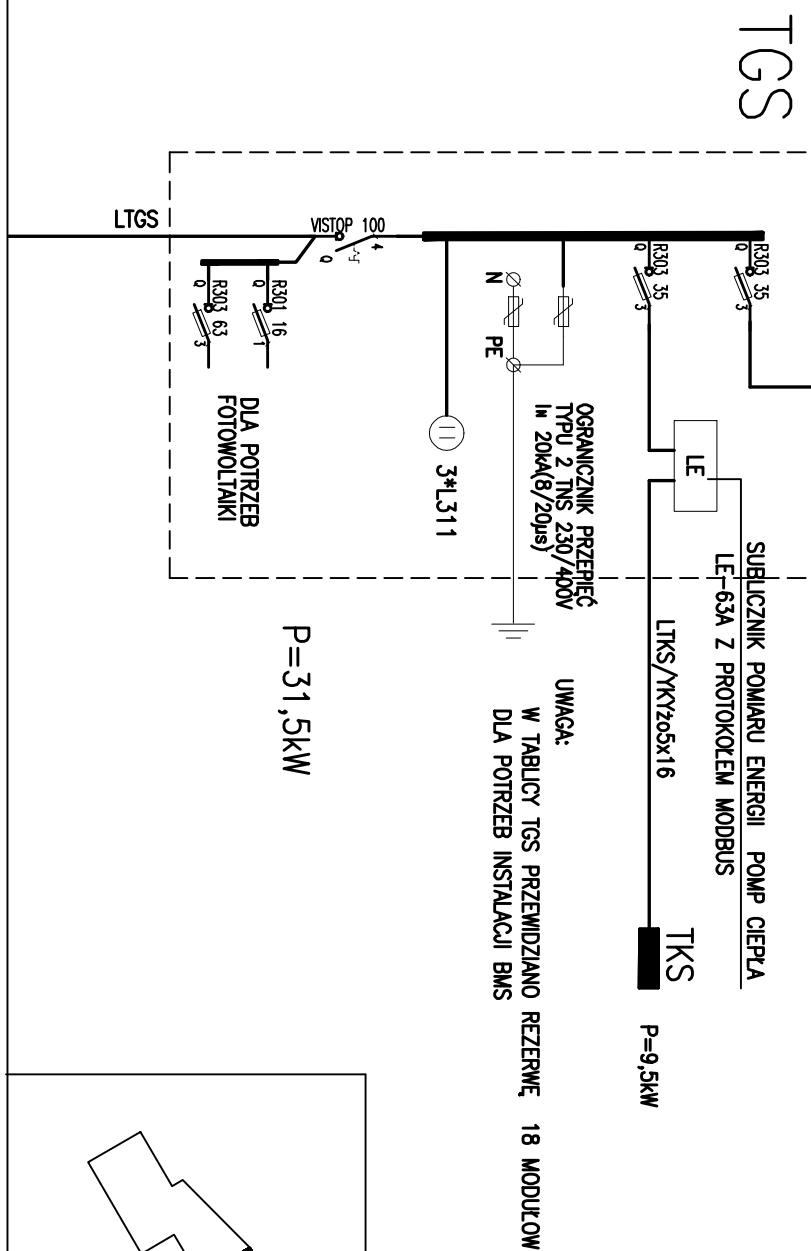 TGS
LTGS
VISTOP 100
4
Q
R303 35
Q
3
R303 35
Q
3
R301 16
Q
1
R303 63
Q
3
DLA POTRZEB
FOTOWOLTAIKI
3*L311
N
PE
OGRANICZNIK PRZEPIĘĆ
TYPU 2 TNS 230/400V
IN 20kA(8/20µs)
LE
SUBLICZNIK POMIARU ENERGII POMP CIEPŁA
LE-63A Z PROTOKOŁEM MODBUS
LTKS/YKYżo5x16
TKS
P=9,5kW
P=31,5kW
UWAGA:
W TABLICY TGS PRZEWIDZIANO REZERWĘ 18 MODUŁOW
DLA POTRZEB INSTALACJI BMS